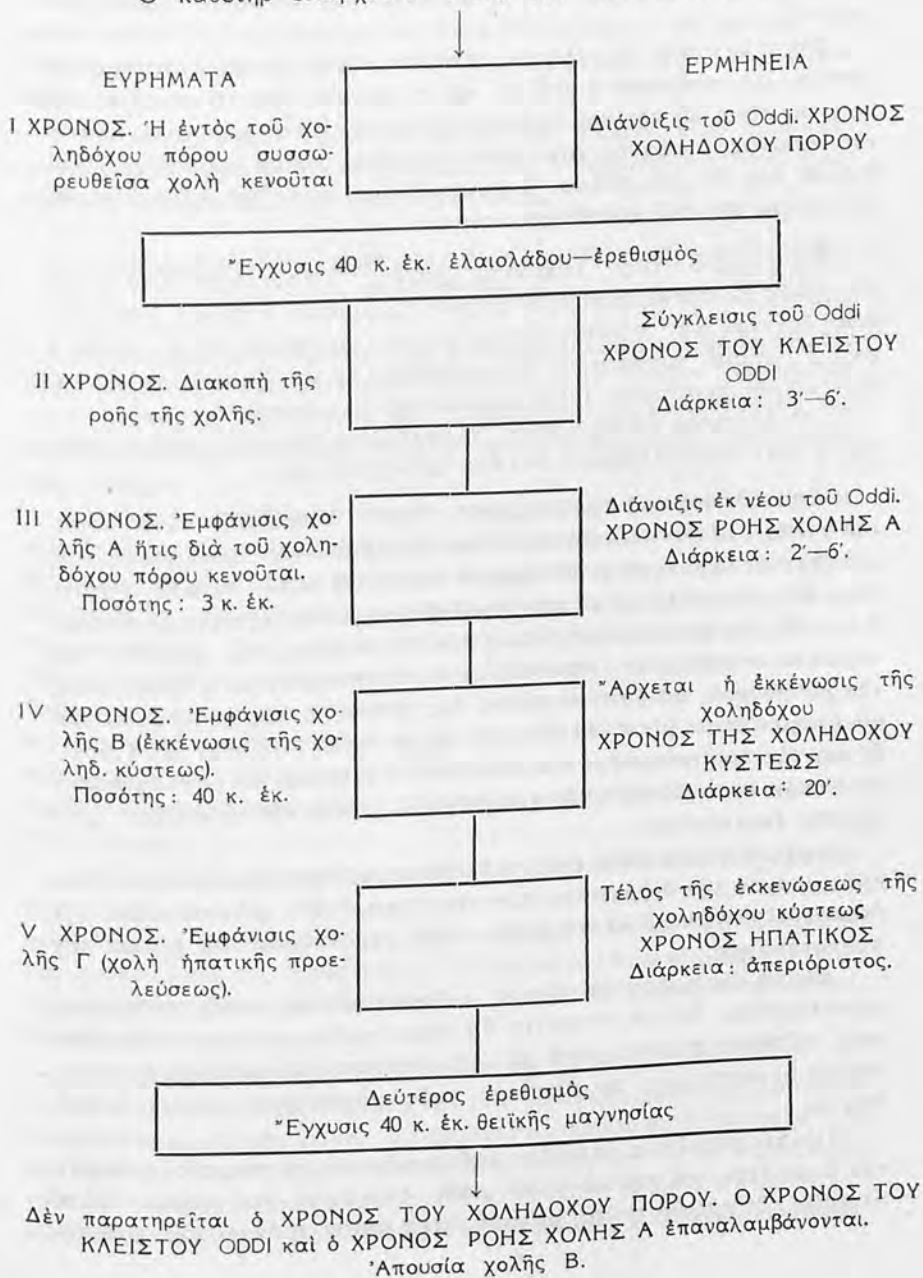 ΕΥΡΗΜΑΤΑ
ΕΡΜΗΝΕΙΑ
I ΧΡΟΝΟΣ. Ἡ ἐντὸς τοῦ χο-
ληδόχου πόρου συσσω-
ρευθεῖσα χολὴ κενοῦται
Διάνοιξις τοῦ Oddi. ΧΡΟΝΟΣ
ΧΟΛΗΔΟΧΟΥ ΠΟΡΟΥ
Ἔγχυσις 40 κ. ἑκ. ἐλαιολάδου—ἐρεθισμὸς
II ΧΡΟΝΟΣ. Διακοπὴ τῆς
ροῆς τῆς χολῆς.
Σύγκλεισις τοῦ Oddi
ΧΡΟΝΟΣ ΤΟΥ ΚΛΕΙΣΤΟΥ
ODDI
Διάρκεια : 3′—6′.
III ΧΡΟΝΟΣ. Ἐμφάνισις χο-
λῆς Α ἥτις διὰ τοῦ χολη-
δόχου πόρου κενοῦται.
Ποσότης : 3 κ. ἑκ.
Διάνοιξις ἐκ νέου τοῦ Oddi.
ΧΡΟΝΟΣ ΡΟΗΣ ΧΟΛΗΣ Α
Διάρκεια : 2′—6′.
IV ΧΡΟΝΟΣ. Ἐμφάνισις χο-
λῆς Β (ἐκκένωσις τῆς χο-
ληδ. κύστεως).
Ποσότης : 40 κ. ἑκ.
Ἄρχεται ἡ ἐκκένωσις τῆς
χοληδόχου
ΧΡΟΝΟΣ ΤΗΣ ΧΟΛΗΔΟΧΟΥ
ΚΥΣΤΕΩΣ
Διάρκεια : 20′.
V ΧΡΟΝΟΣ. Ἐμφάνισις χο-
λῆς Γ (χολὴ ἡπατικῆς προε-
λεύσεως).
Τέλος τῆς ἐκκενώσεως τῆς
χοληδόχου κύστεως
ΧΡΟΝΟΣ ΗΠΑΤΙΚΟΣ
Διάρκεια : ἀπεριόριστος.
Δεύτερος ἐρεθισμὸς
Ἔγχυσις 40 κ. ἑκ. θειϊκῆς μαγνησίας
Δὲν παρατηρεῖται ὁ ΧΡΟΝΟΣ ΤΟΥ ΧΟΛΗΔΟΧΟΥ ΠΟΡΟΥ. Ο ΧΡΟΝΟΣ ΤΟΥ
ΚΛΕΙΣΤΟΥ ODDI καὶ ὁ ΧΡΟΝΟΣ ΡΟΗΣ ΧΟΛΗΣ Α ἐπαναλαμβάνονται.
Ἀπουσία χολῆς Β.